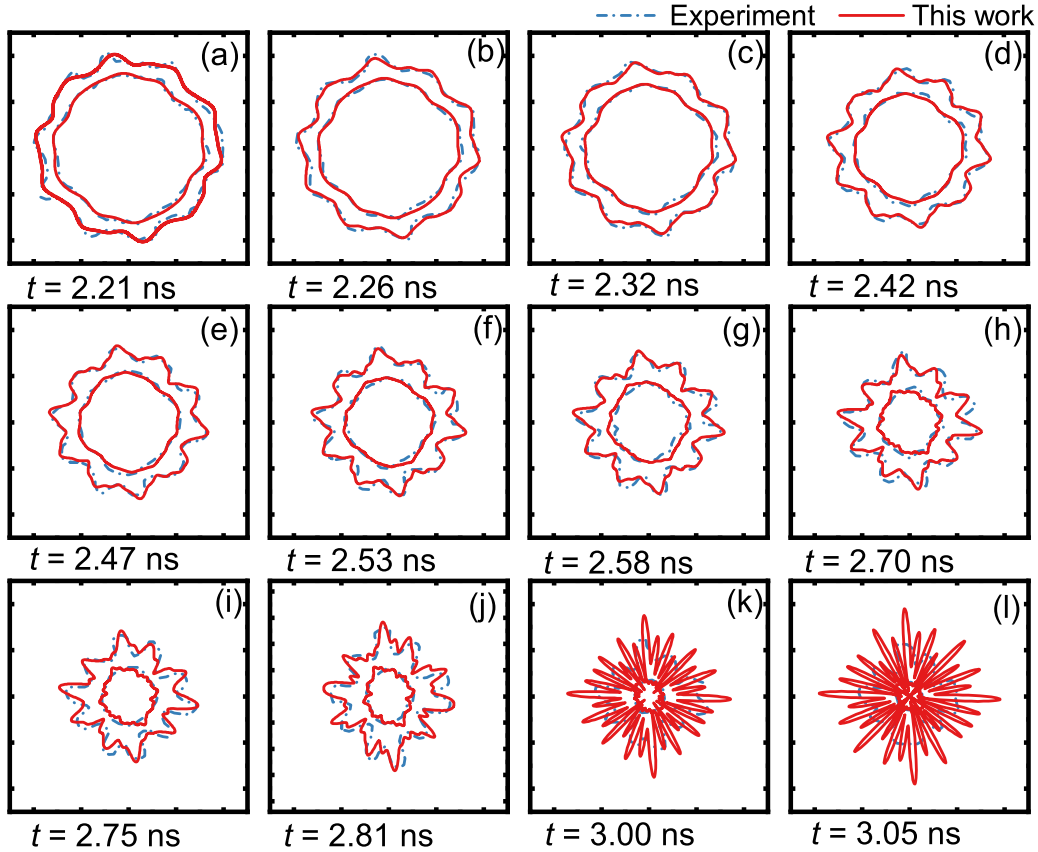 Experiment This work
(a) (b) (c) (d)
t = 2.21 ns t = 2.26 ns t = 2.32 ns t = 2.42 ns
(e) (f) (g) (h)
t = 2.47 ns t = 2.53 ns t = 2.58 ns t = 2.70 ns
(i) (j) (k) (l)
t = 2.75 ns t = 2.81 ns t = 3.00 ns t = 3.05 ns